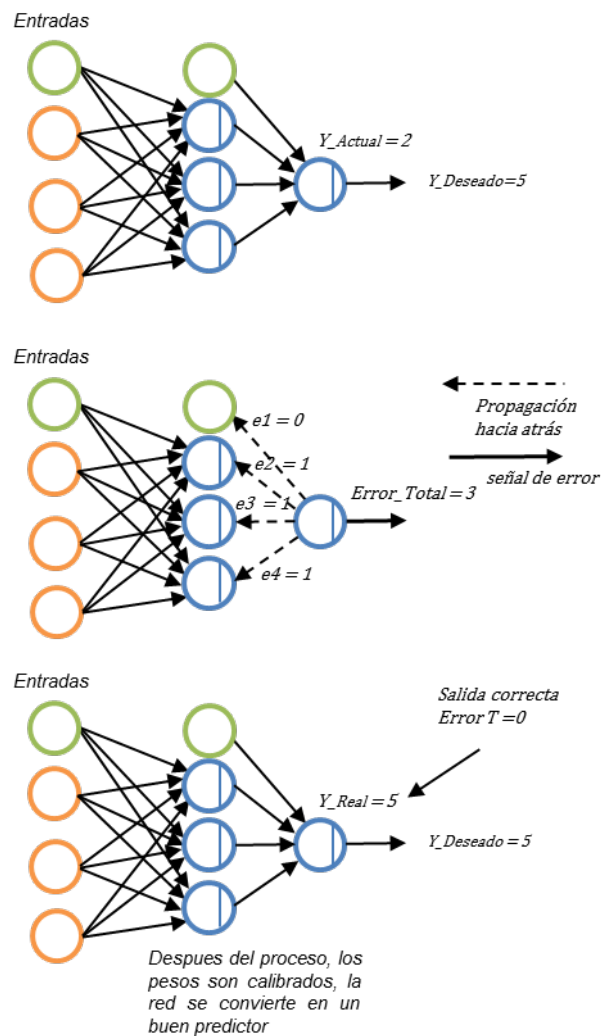 Entradas
Y_Actual = 2
Y_Deseado=5
Entradas
Propagación
hacia atrás
e1 = 0
e2 = 1
señal de error
Error_Total = 3
e3 = 1
e4 = 1
Entradas
Salida correcta
Error T =0
Y_Real = 5
Y_Deseado = 5
Despues del proceso, los
pesos son calibrados, la
red se convierte en un
buen predictor